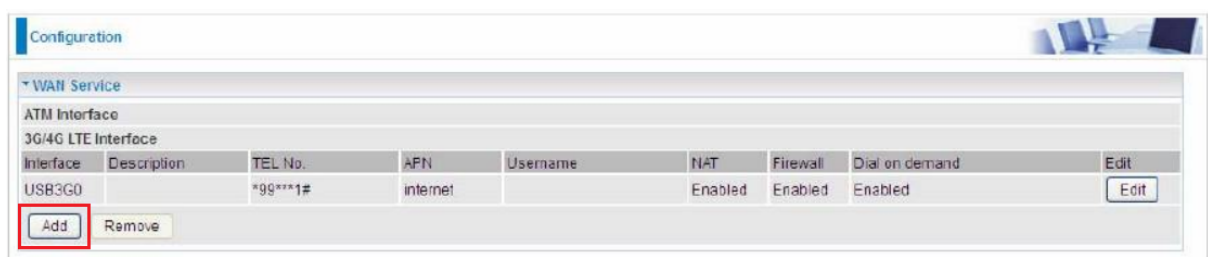 Configuration
WAN Service
ATM Interface
3G/4G LTE Interface
Interface Description TEL No. APN Username NAT Firewall Dial on demand Edit
USB3G0 *99***1# internet Enabled Enabled Enabled Edit
Add Remove